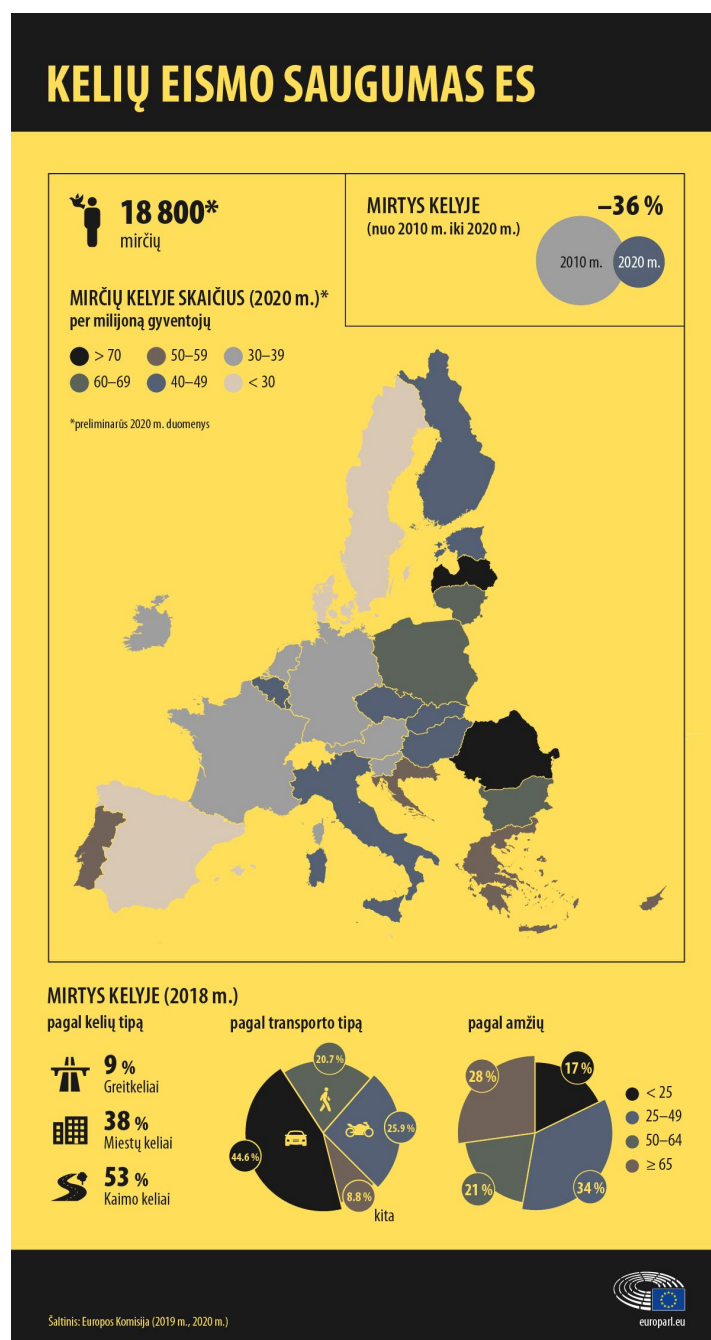 KELIŲ EISMO SAUGUMAS ES
18 800*
mirčių
MIRTYS KELYJE
(nuo 2010 m. iki 2020 m.)
–36 %
2010 m.
2020 m.
MIRČIŲ KELYJE SKAIČIUS (2020 m.)*
per milijoną gyventojų
> 70
50–59
30–39
60–69
40–49
< 30
*preliminarūs 2020 m. duomenys
MIRTYS KELYJE (2018 m.)
pagal kelių tipą
9 %
Greitkeliai
38 %
Miestų keliai
53 %
Kaimo keliai
pagal transporto tipą
20.7 %
25.9 %
44.6 %
8.8 %
kita
pagal amžių
17 %
28 %
21 %
34 %
< 25
25–49
50–64
≥ 65
Šaltinis: Europos Komisija (2019 m., 2020 m.)
europarl.eu